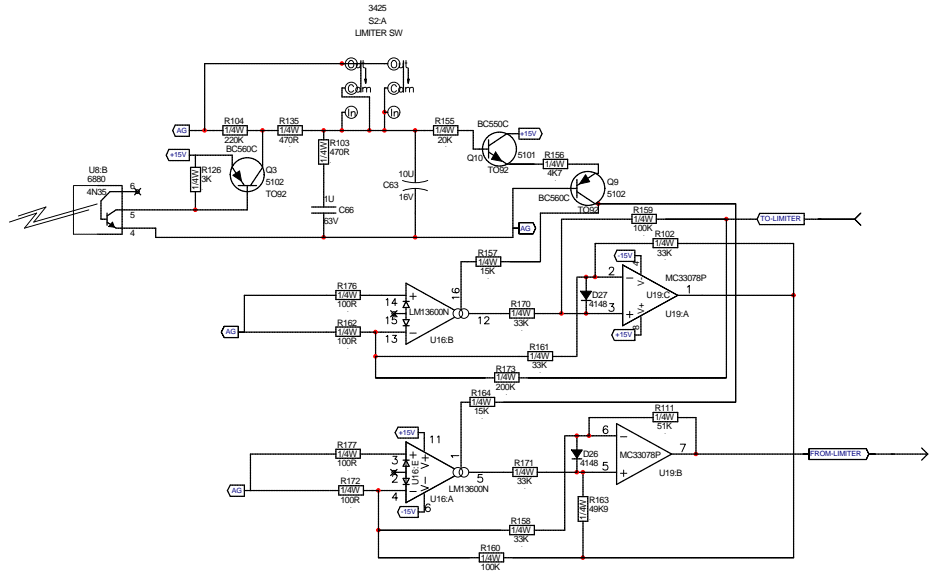 3425
S2:A
LIMITER SW
Out Out
Com Com
In In
AG
R104
1/4W
220K
R135
1/4W
470R
R155
1/4W
20K
BC550C
+15V
Q10
5101
TO92
R156
1/4W
4K7
BC560C
Q3
5102
TO92
+15V
R126
1/4W
3K
R103
1/4W
470R
10U
C63
16V
1U
C66
63V
U8:B
6880
4N35
6
5
4
Q9
5102
BC560C
TO92
AG
R159
1/4W
100K
TO-LIMITER
R102
1/4W
33K
R157
1/4W
15K
-15V
4
V-
MC33078P
2
3
1
U19:C
U19:A
V+
8
+15V
D27
4148
R176
1/4W
100R
14
16
LM13600N
15
13
12
U16:B
R170
1/4W
33K
AG
R162
1/4W
100R
R161
1/4W
33K
R173
1/4W
200K
R164
1/4W
15K
R111
1/4W
51K
+15V
11
R177
1/4W
100R
3
2
4
U16:E
V+
V-
1
5
LM13600N
U16:A
6
-15V
AG
R172
1/4W
100R
R171
1/4W
33K
D26
4148
6
5
MC33078P
7
U19:B
FROM-LIMITER
R163
1/4W
49K9
R158
1/4W
33K
R160
1/4W
100K